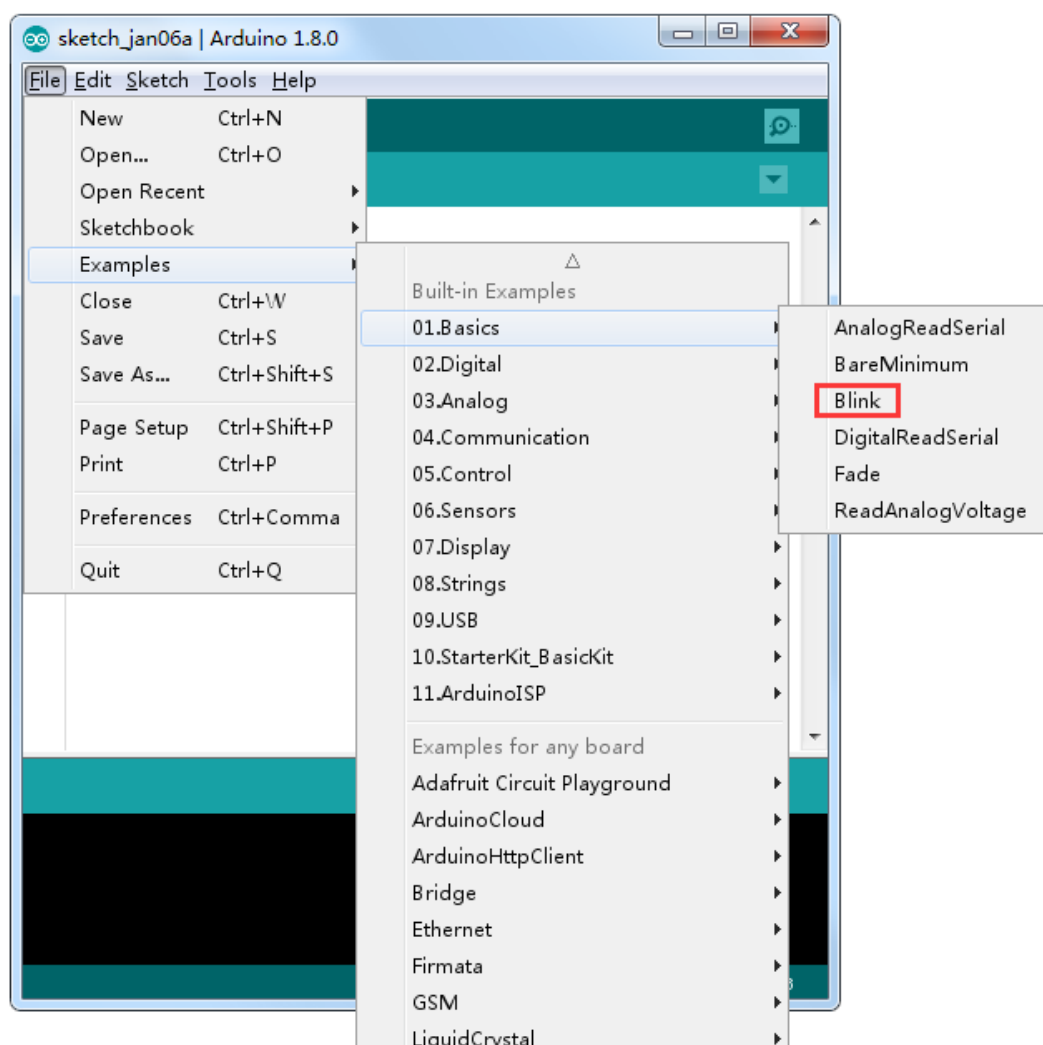 sketch_jan06a | Arduino 1.8.0
File Edit Sketch Tools Help
New Ctrl+N
Open... Ctrl+O
Open Recent
Sketchbook
Examples
Close Ctrl+W
Save Ctrl+S
Save As... Ctrl+Shift+S
Page Setup Ctrl+Shift+P
Print Ctrl+P
Preferences Ctrl+Comma
Quit Ctrl+Q
Built-in Examples
01.Basics
02.Digital
03.Analog
04.Communication
05.Control
06.Sensors
07.Display
08.Strings
09.USB
10.StarterKit_BasicKit
11.ArduinoISP
Examples for any board
Adafruit Circuit Playground
ArduinoCloud
ArduinoHttpClient
Bridge
Ethernet
Firmata
GSM
LiquidCrystal
AnalogReadSerial
BareMinimum
Blink
DigitalReadSerial
Fade
ReadAnalogVoltage